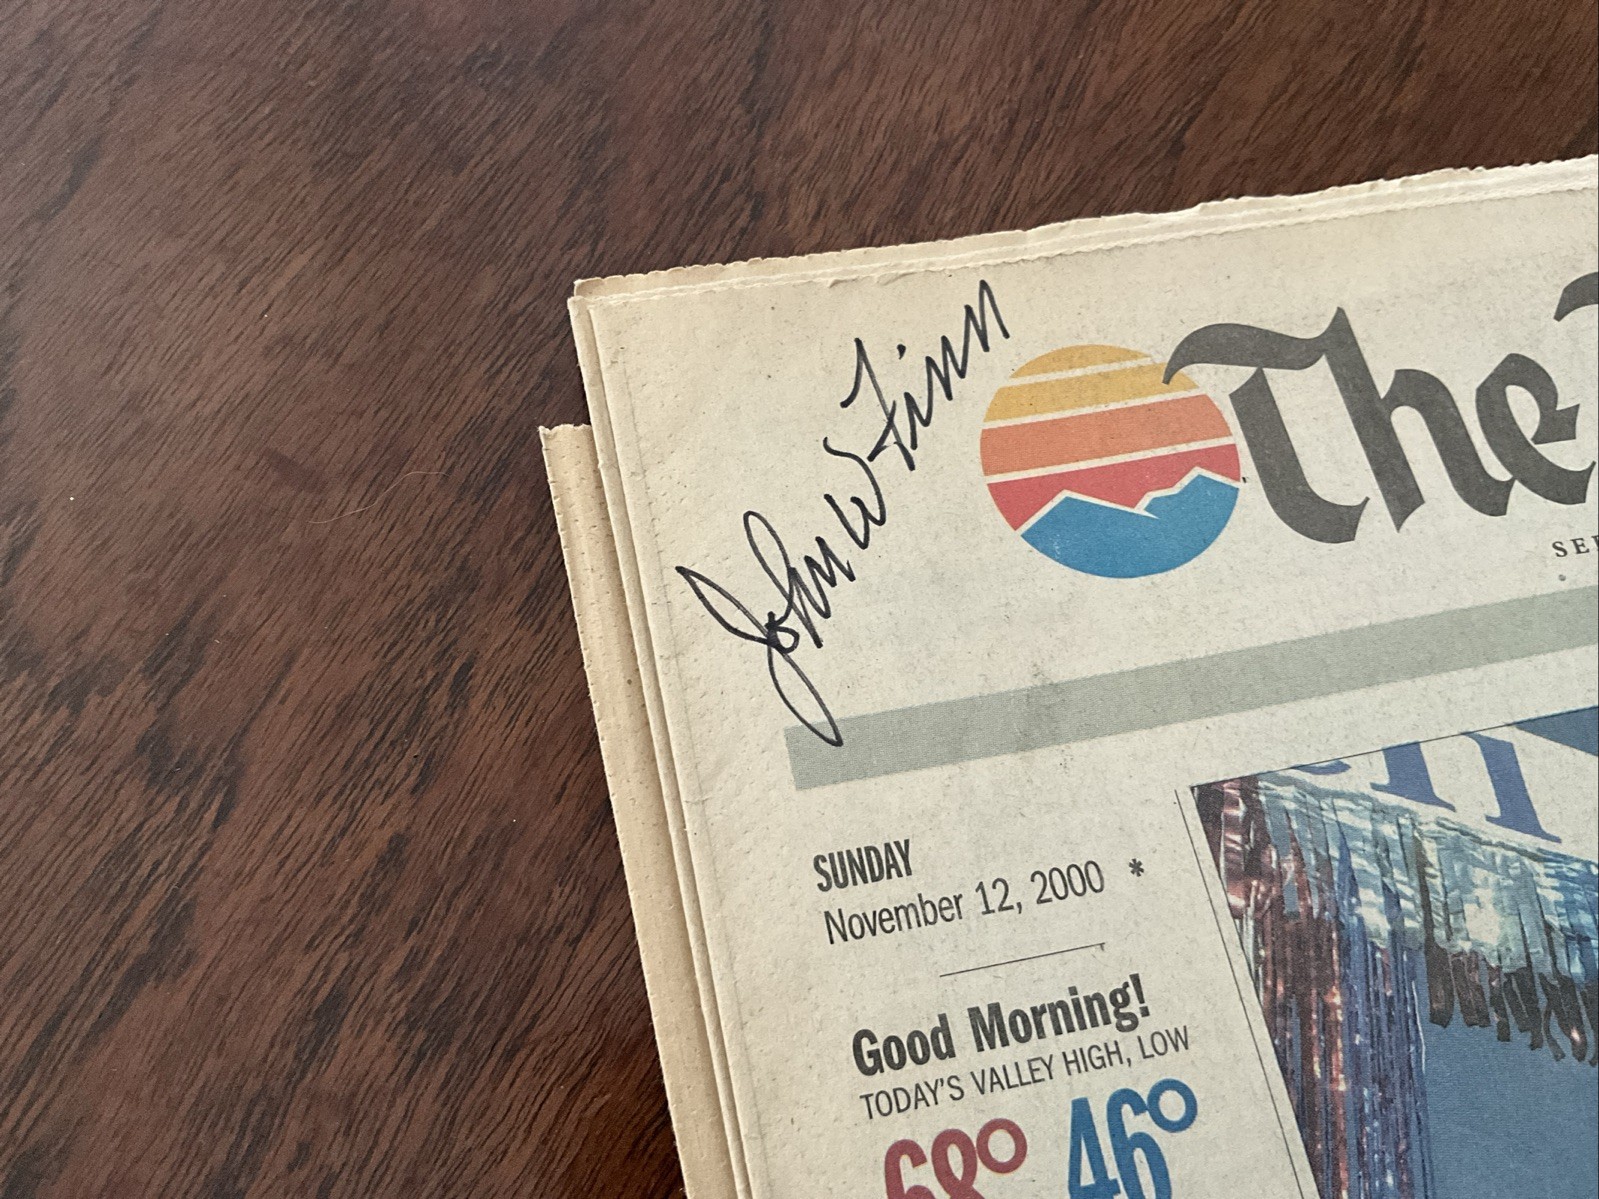 John W Finn
The
SUNDAY
November 12, 2000 *
Good Morning!
TODAY'S VALLEY HIGH, LOW
68° 46°